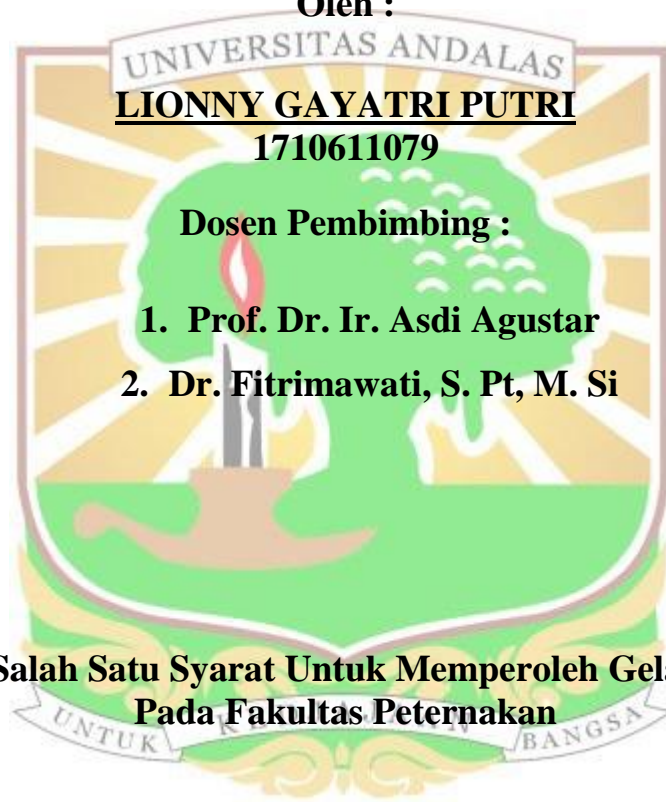 Oleh :
UNIVERSITAS ANDALAS
LIONNY GAYATRI PUTRI
1710611079
Dosen Pembimbing :
1. Prof. Dr. Ir. Asdi Agustar
2. Dr. Fitrimawati, S. Pt, M. Si
Salah Satu Syarat Untuk Memperoleh
Pada Fakultas Peternakan
UNTUK BANGSA